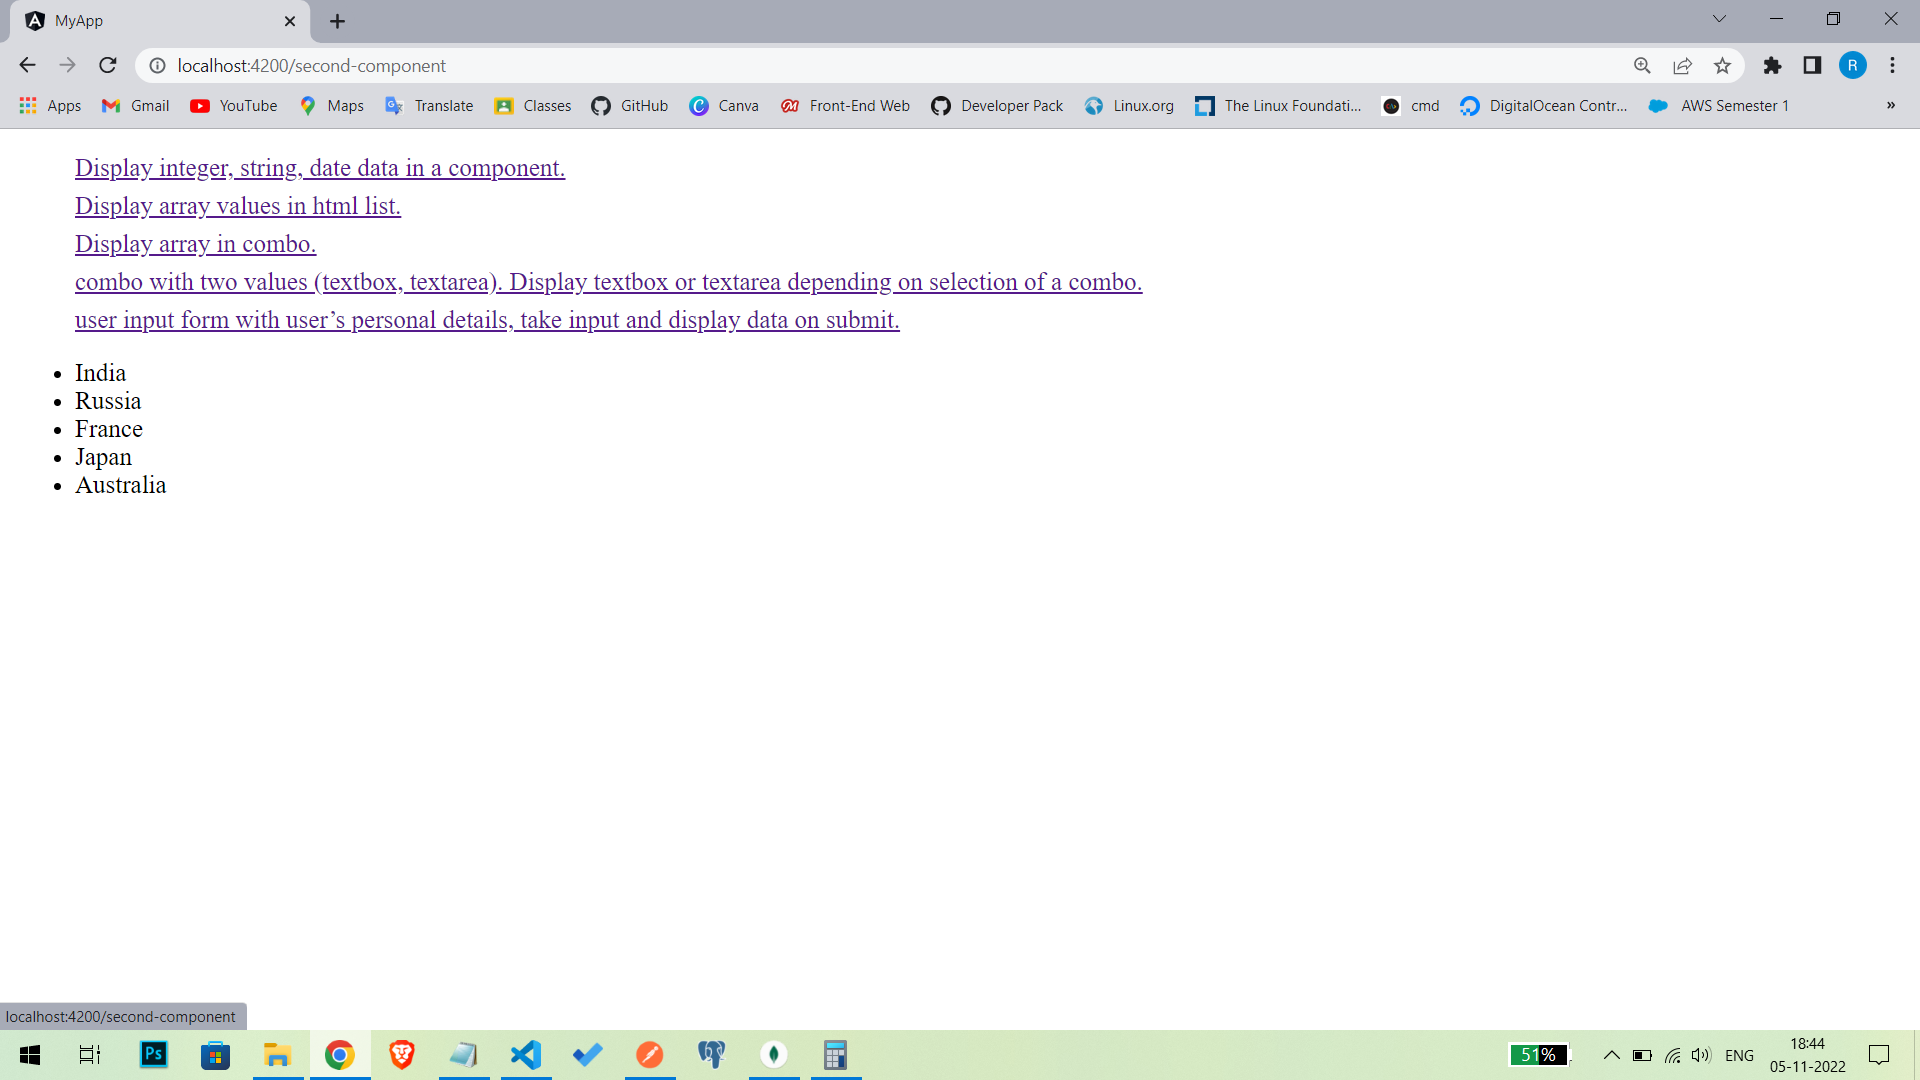 MyApp
localhost:4200/second-component
Apps Gmail YouTube Maps Translate Classes GitHub Canva Front-End Web Developer Pack Linux.org The Linux Foundati... cmd DigitalOcean Contr... AWS Semester 1 »
Display integer, string, date data in a component.
Display array values in html list.
Display array in combo.
combo with two values (textbox, textarea). Display textbox or textarea depending on selection of a combo.
user input form with user’s personal details, take input and display data on submit.
India
Russia
France
Japan
Australia
localhost:4200/second-component
Ps
51%
ENG
18:44
05-11-2022
R